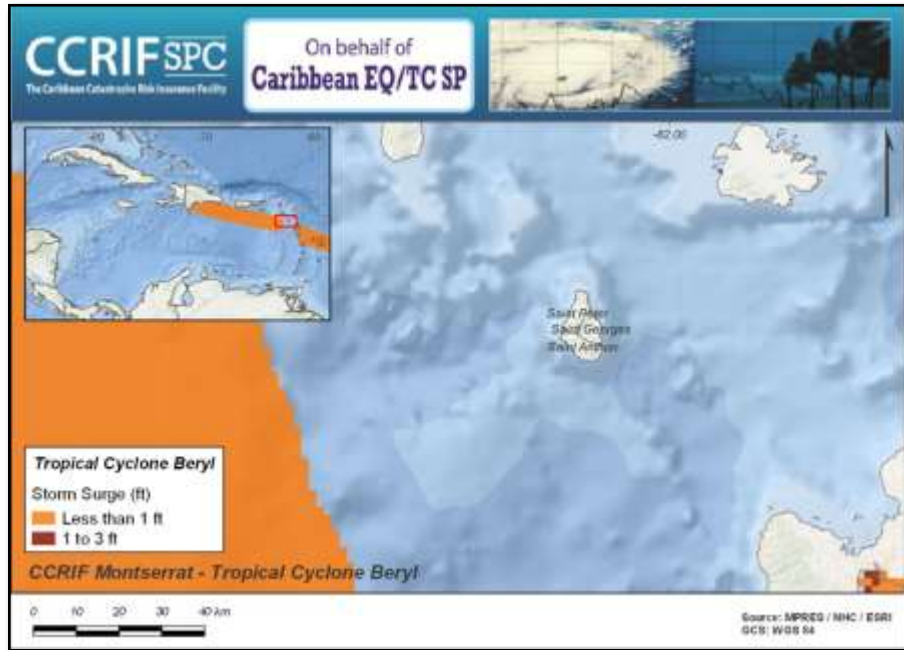 CCRIF SPC
The Caribbean Catastrophe Risk Insurance Facility
On behalf of
Caribbean EQ/TC SP
-62.00
Saint Peter
Saint Georges
Saint Anthony
Tropical Cyclone Beryl
Storm Surge (ft)
Less than 1 ft
1 to 3 ft
CCRIF Montserrat - Tropical Cyclone Beryl
0 10 20 30 40 km
Source: MPRES / NHC / ESRI
GCS: WGS 84